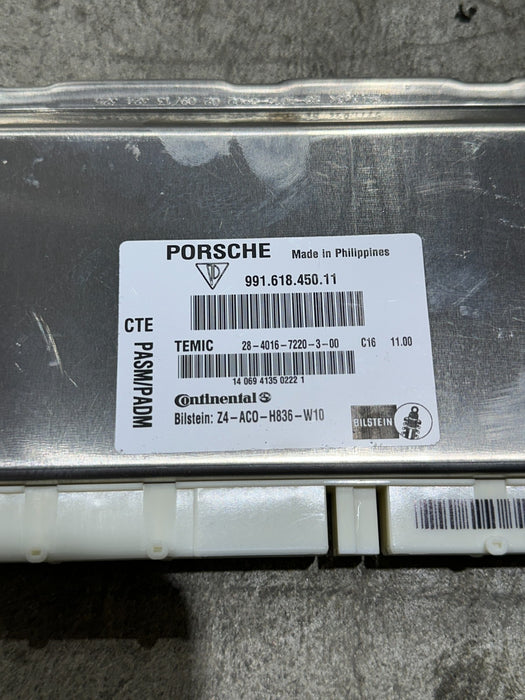 PORSCHE Made in Philippines
991.618.450.11
CTE PASM/PADM
TEMIC 28-4016-7220-3-00 C16 11.00
14 069 4135 0222 1
Continental
Bilstein: Z4-ACO-H836-W10
BILSTEIN